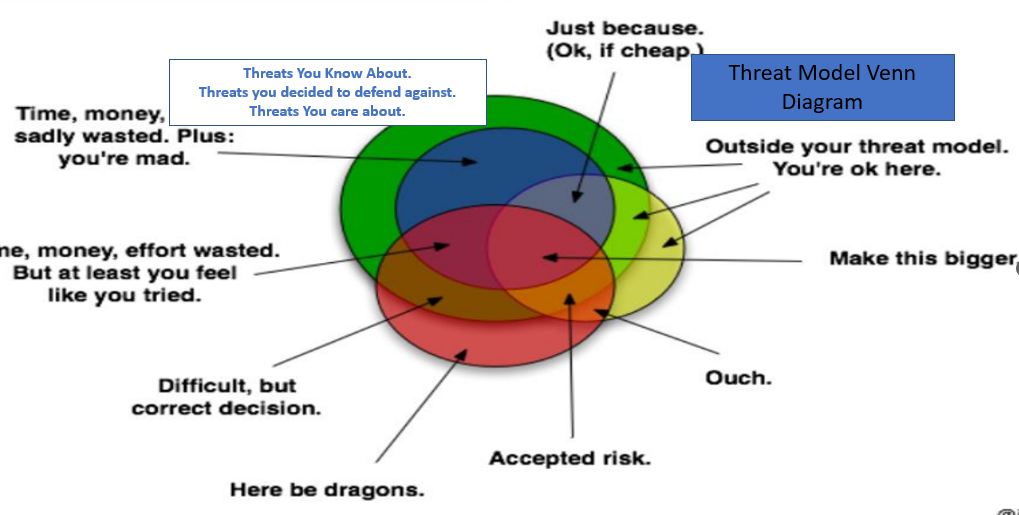 Just because.
(Ok, if cheap.)
Threat Model Venn
Diagram
Threats You Know About.
Threats you decided to defend against.
Threats You care about.
Time, money,
sadly wasted. Plus:
you're mad.
Outside your threat model.
You're ok here.
me, money, effort wasted.
But at least you feel
like you tried.
Make this bigger
Difficult, but
correct decision.
Ouch.
Accepted risk.
Here be dragons.